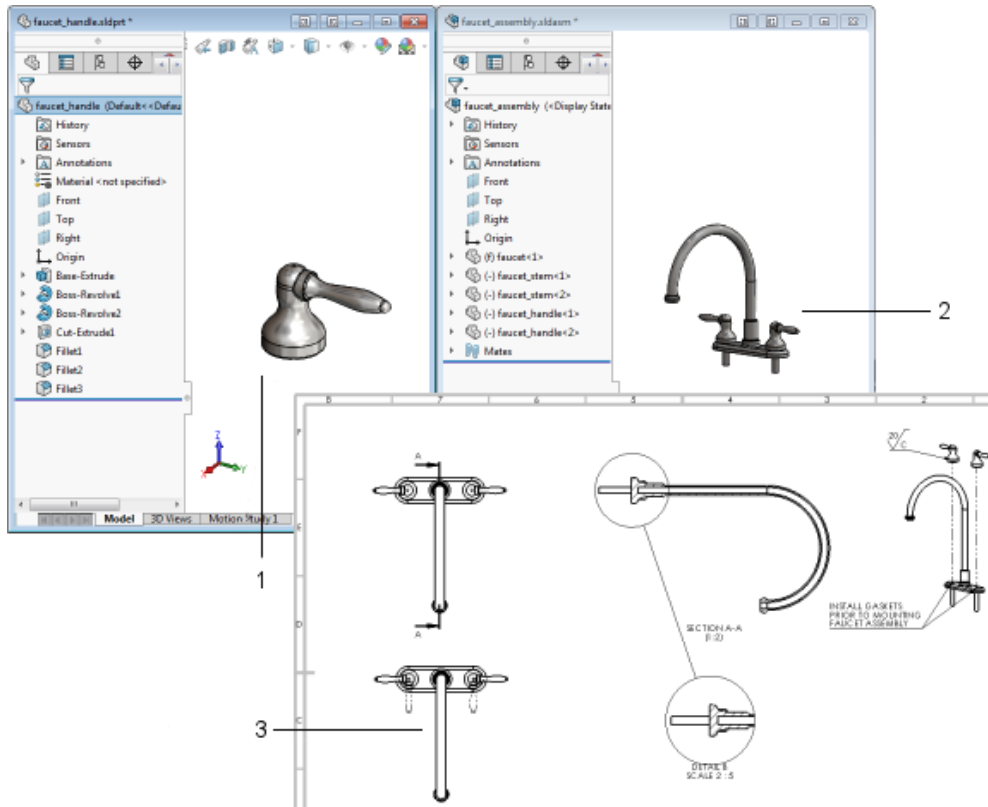 faucet_handle.sldprt *
faucet_handle (Default<<Defau
History
Sensors
Annotations
Material <not specified>
Front
Top
Right
Origin
Base-Extrude
Boss-Revolve1
Boss-Revolve2
Cut-Extrude1
Fillet1
Fillet2
Fillet3
Z
X
Y
Model
3D Views
Motion Study 1
1
faucet_assembly.sldasm *
faucet_assembly (<Display State
History
Sensors
Annotations
Front
Top
Right
Origin
(f) faucet<1>
(-) faucet_stem<1>
(-) faucet_stem<2>
(-) faucet_handle<1>
(-) faucet_handle<2>
Mates
2
8 7 6 5 4 3 2
F
E
D
C
A
A
3
SECTION A-A
(1:2)
DETAIL B
SCALE 2 : 5
20
C
INSTALL GASKETS
PRIOR TO MOUNTING
FAUCET ASSEMBLY